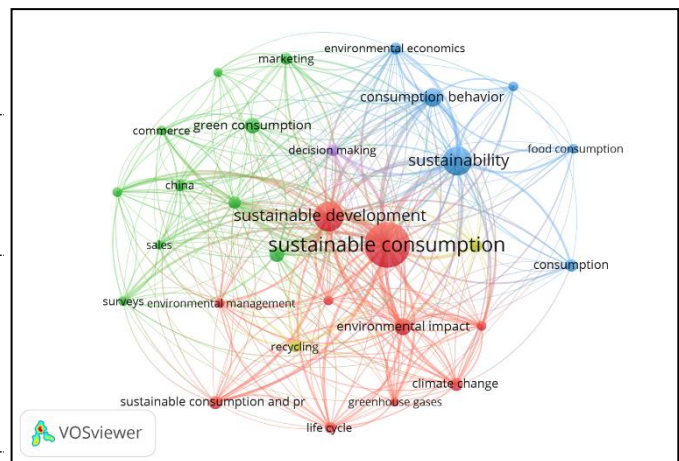 environmental economics
marketing
consumption behavior
green consumption
commerce
decision making
food consumption
sustainability
china
sustainable development
sustainable consumption
sales
consumption
surveys
environmental management
environmental impact
recycling
climate change
sustainable consumption and pr
greenhouse gases
life cycle
VOSviewer